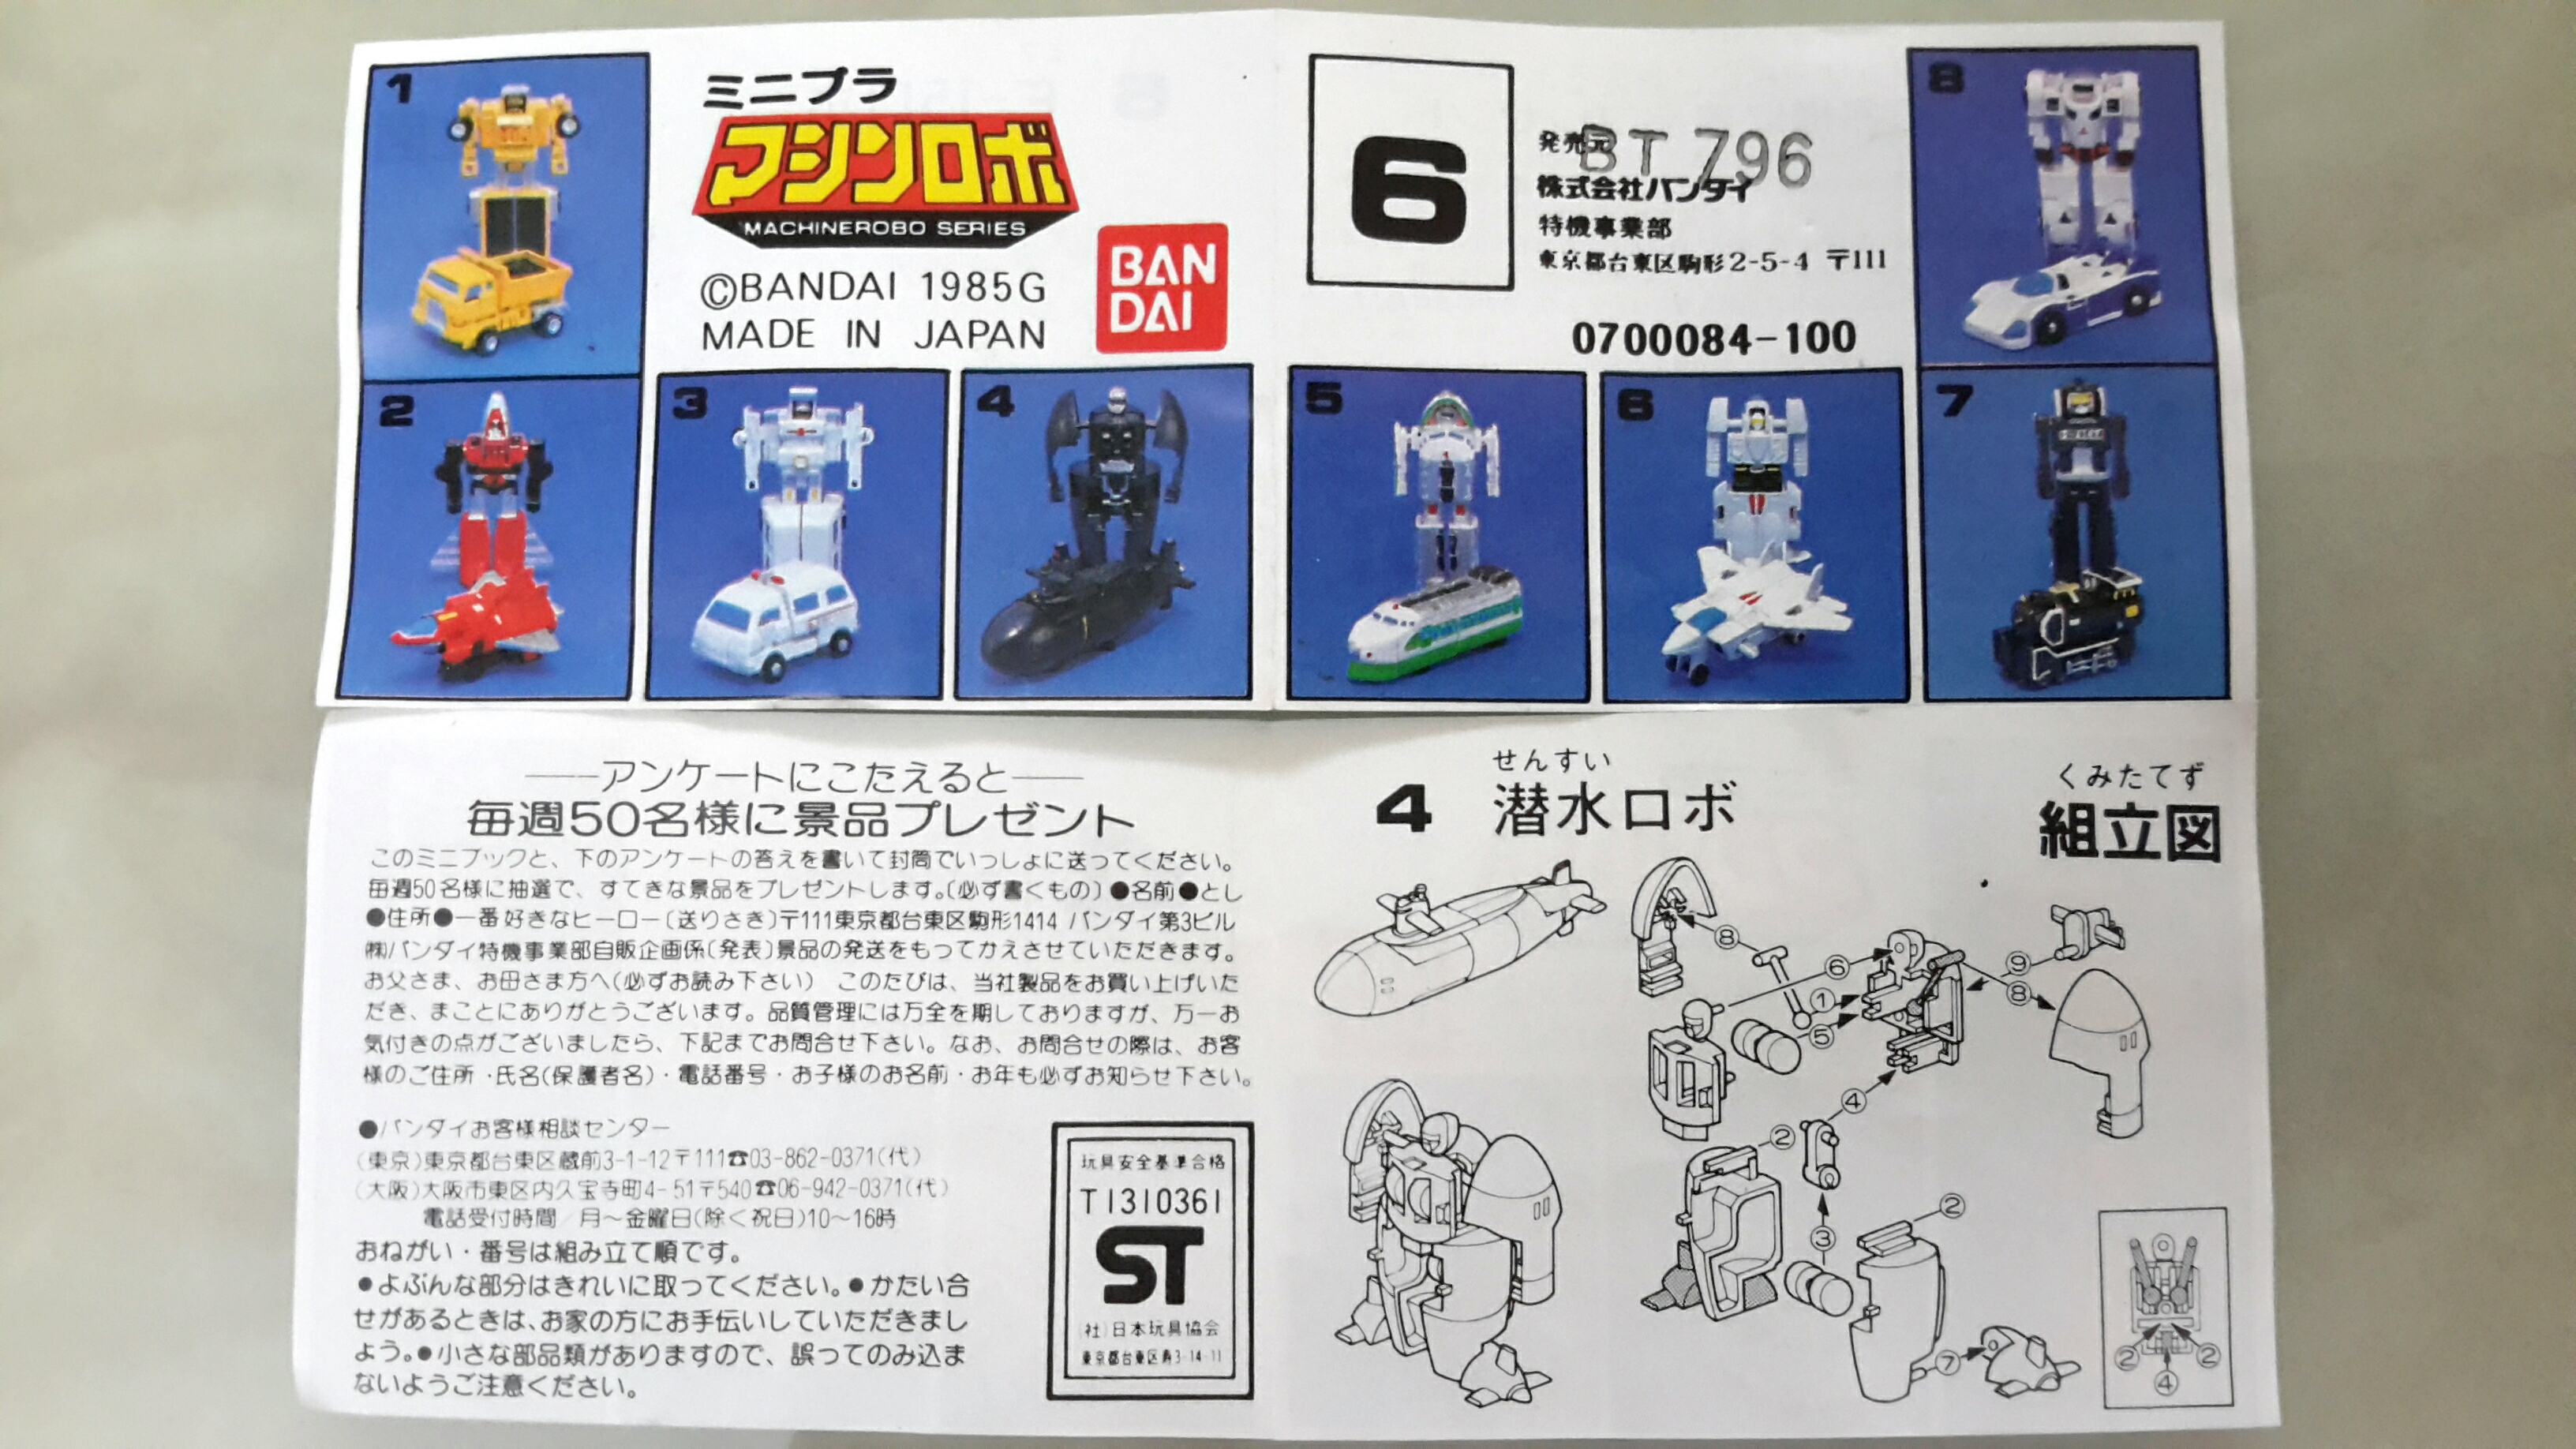 1
ミニプラ
マシンロボ
MACHINEROBO SERIES
©BANDAI 1985G
MADE IN JAPAN
BAN
DAI
6
発売元
BT 796
株式会社バンダイ
特機事業部
東京都台東区駒形2-5-4 〒111
0700084-100
8
2
3
4
5
6
7
アンケートにこたえると
毎週50名様に景品プレゼント
このミニブックと、下のアンケートの答えを書いて封筒でいっしょに送ってください。
毎週50名様に抽選で、すてきな景品をプレゼントします。(必ず書くもの)●名前●とし
●住所●一番好きなヒーロー(送りさき)〒111東京都台東区駒形1414 バンダイ第3ビル
㈱バンダイ特機事業部自販企画係(発表)景品の発送をもってかえさせていただきます。
お父さま、お母さま方へ(必ずお読み下さい) このたびは、当社製品をお買い上げいた
だき、まことにありがとうございます。品質管理には万全を期しておりますが、万一お
気付きの点がございましたら、下記までお問合せ下さい。なお、お問合せの際は、お客
様のご住所・氏名(保護者名)・電話番号・お子様のお名前・お年も必ずお知らせ下さい。
●バンダイお客様相談センター
(東京)東京都台東区蔵前3-1-12〒111☎03-862-0371(代)
(大阪)大阪市東区内久宝寺町4-51〒540☎06-942-0371(代)
電話受付時間/月〜金曜日(除く祝日)10〜16時
おねがい・番号は組み立て順です。
●よぶんな部分はきれいに取ってください。●かたい合
せがあるときは、お家の方にお手伝いしていただきまし
ょう。●小さな部品類がありますので、誤ってのみ込ま
ないようご注意ください。
玩具安全基準合格
T1310361
ST
(社)日本玩具協会
東京都台東区寿3-14-11
せんすい
4 潜水ロボ
くみたてず
組立図
⑧
⑥
⑨
①
⑧
⑤
④
②
②
③
⑦
② ②
④